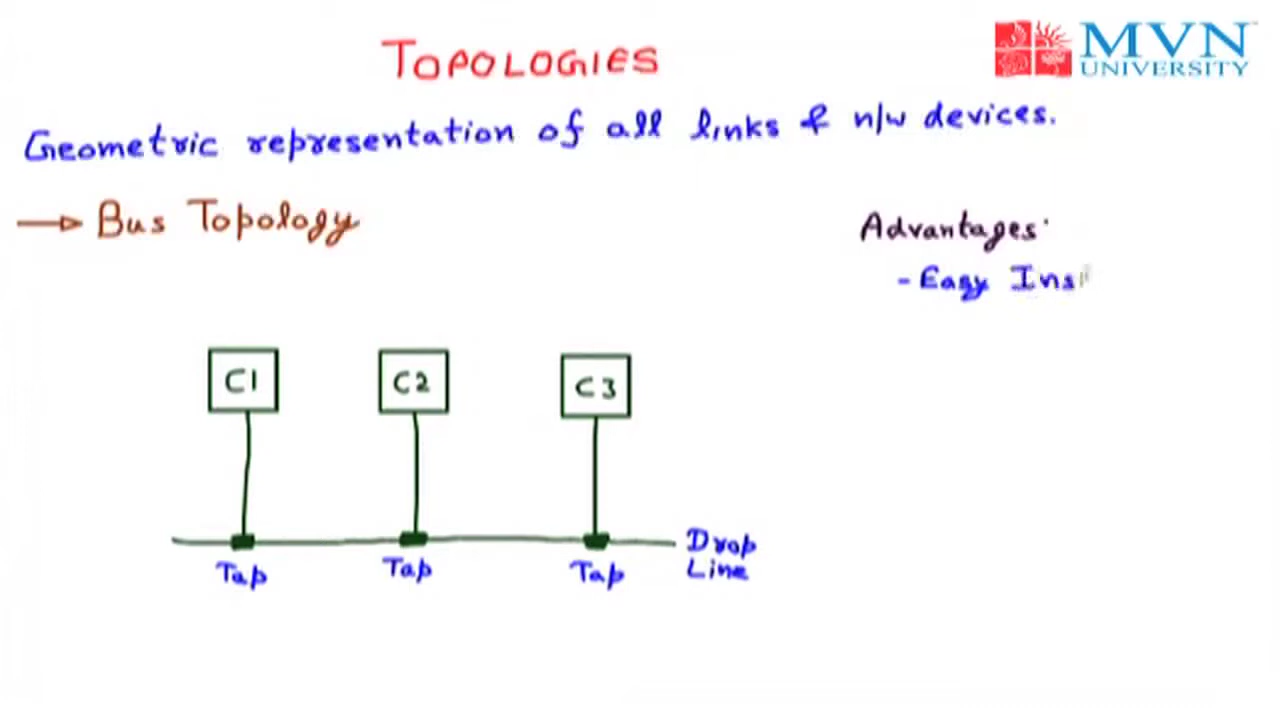 TOPOLOGIES
MVN
UNIVERSITY
Geometric representation of all links & n/w devices.
Bus Topology
Advantages:
- Easy Ins
C1
C2
C3
Tap
Tap
Tap
Drop
Line